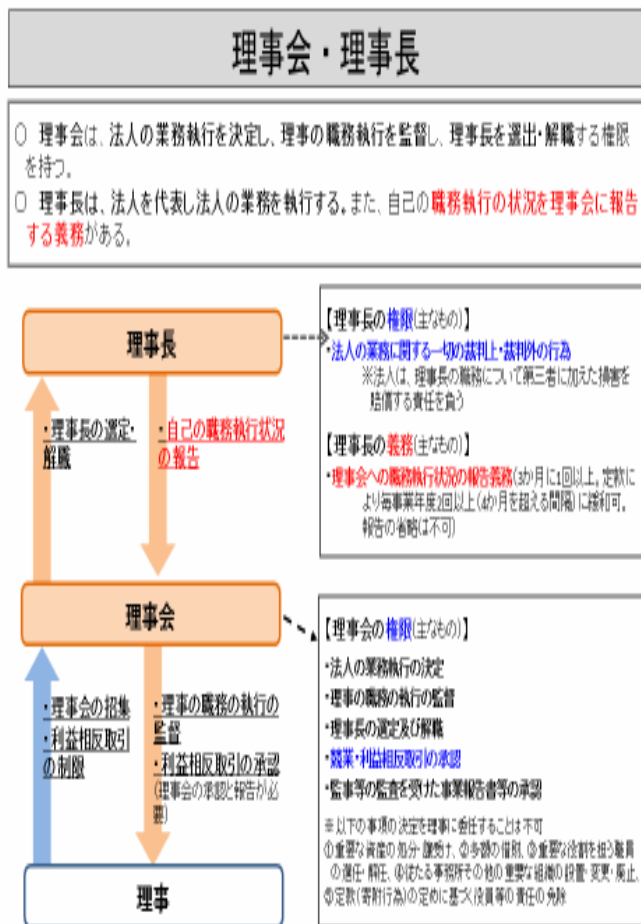 理事会・理事長
○ 理事会は、法人の業務執行を決定し、理事の職務執行を監督し、理事長を選出・解職する権限
を持つ。
○ 理事長は、法人を代表し法人の業務を執行する。また、自己の職務執行の状況を理事会に報告
する義務がある。
理事長
・理事長の選定・
解職
・自己の職務執行状況
の報告
【理事長の権限(主なもの)】
・法人の業務に関する一切の裁判上・裁判外の行為
※法人は、理事長の職務について第三者に加えた損害を
賠償する責任を負う
【理事長の義務(主なもの)】
・理事会への職務執行状況の報告義務(3か月に1回以上。定款に
より毎事業年度2回以上(4か月を超える間隔)に緩和可。
報告の省略は不可)
理事会
・理事会の招集
・利益相反取引
の制限
・理事の職務の執行の
監督
・利益相反取引の承認
(理事会の承認と報告が必
要)
理事
【理事会の権限(主なもの)】
・法人の業務執行の決定
・理事の職務の執行の監督
・理事長の選定及び解職
・競業・利益相反取引の承認
・監事等の監査を受けた事業報告書等の承認
※以下の事項の決定を理事に委任することは不可
①重要な資産の処分・譲受け、②多額の借財、③重要な役割を担う職員
の選任・解任、④従たる事務所その他の重要な組織の設置・変更・廃止、
⑤定款(寄附行為)の定めに基づく役員等の責任の免除